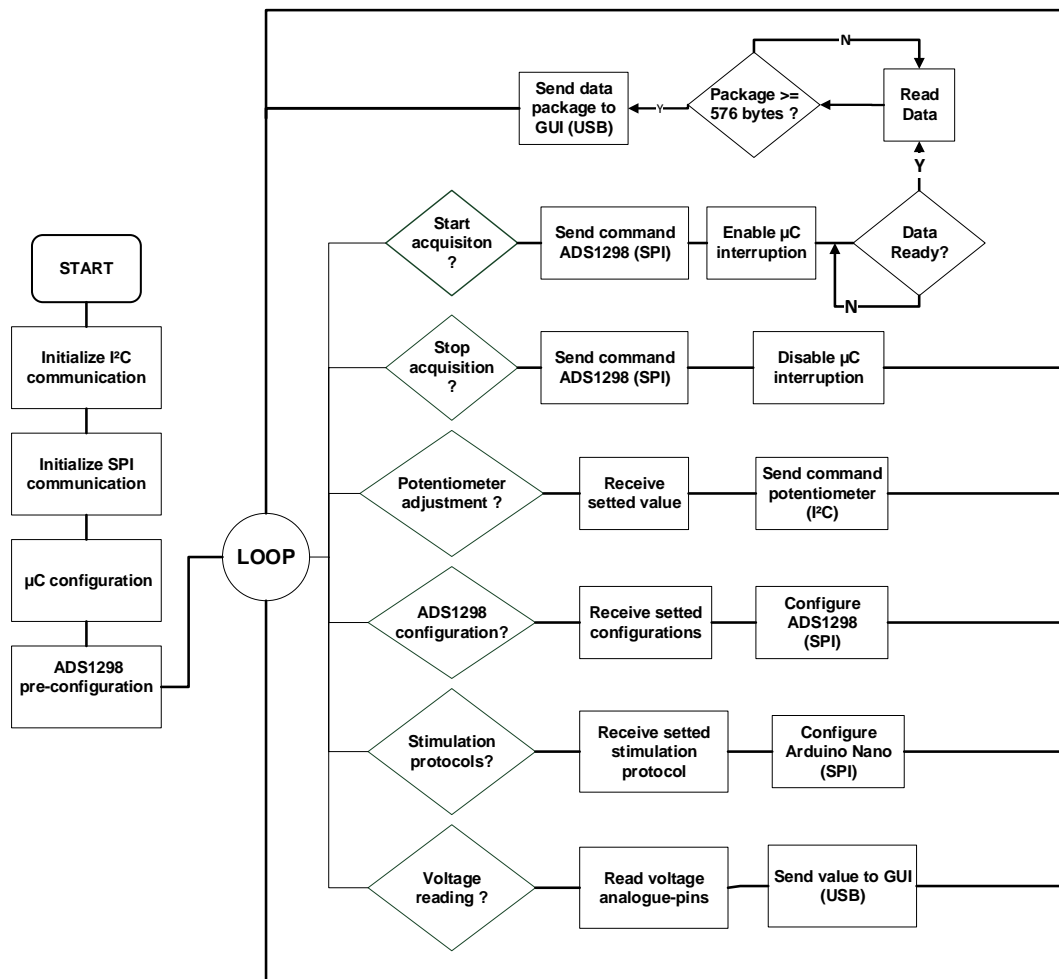 N
Send data
package to
GUI (USB)
Y
Package >=
576 bytes ?
Read
Data
Y
Start
acquisiton
?
Send command
ADS1298 (SPI)
Enable µC
interruption
Data
Ready?
N
START
Initialize I²C
communication
Initialize SPI
communication
µC configuration
ADS1298
pre-configuration
LOOP
Stop
acquisition
?
Send command
ADS1298 (SPI)
Disable µC
interruption
Potentiometer
adjustment ?
Receive
setted value
Send command
potentiometer
(I²C)
ADS1298
configuration?
Receive setted
configurations
Configure
ADS1298
(SPI)
Stimulation
protocols?
Receive setted
stimulation
protocol
Configure
Arduino Nano
(SPI)
Voltage
reading ?
Read voltage
analogue-pins
Send value to GUI
(USB)